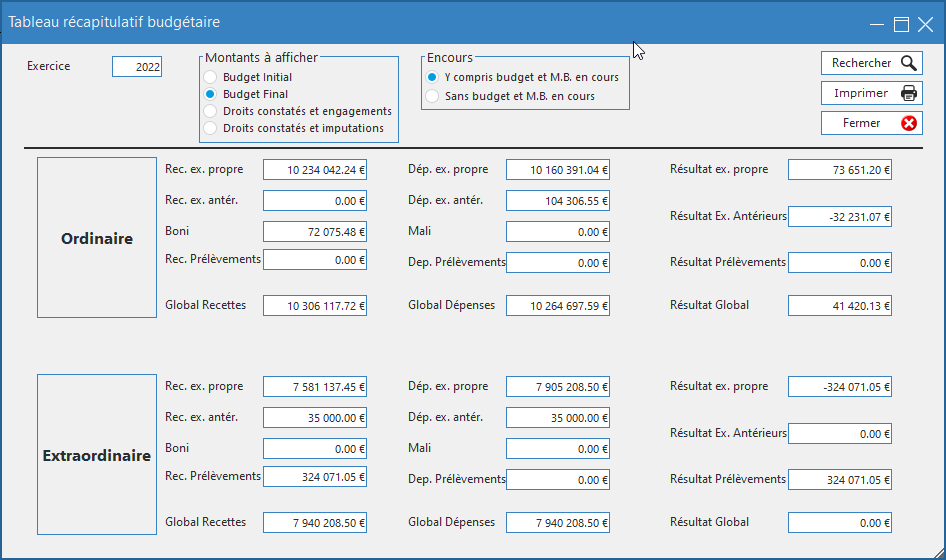 Tableau récapitulatif budgétaire
Exercice 2022
Montants à afficher
Budget Initial
Budget Final
Droits constatés et engagements
Droits constatés et imputations
Encours
Y compris budget et M.B. en cours
Sans budget et M.B. en cours
Rechercher
Imprimer
Fermer
Ordinaire
Rec. ex. propre 10 234 042.24 € Dép. ex. propre 10 160 391.04 € Résultat ex. propre 73 651.20 €
Rec. ex. antér. 0.00 € Dép. ex. antér. 104 306.55 € Résultat Ex. Antérieurs -32 231.07 €
Boni 72 075.48 € Mali 0.00 €
Rec. Prélèvements 0.00 € Dep. Prélèvements 0.00 € Résultat Prélèvements 0.00 €
Global Recettes 10 306 117.72 € Global Dépenses 10 264 697.59 € Résultat Global 41 420.13 €
Extraordinaire
Rec. ex. propre 7 581 137.45 € Dép. ex. propre 7 905 208.50 € Résultat ex. propre -324 071.05 €
Rec. ex. antér. 35 000.00 € Dép. ex. antér. 35 000.00 € Résultat Ex. Antérieurs 0.00 €
Boni 0.00 € Mali 0.00 €
Rec. Prélèvements 324 071.05 € Dep. Prélèvements 0.00 € Résultat Prélèvements 324 071.05 €
Global Recettes 7 940 208.50 € Global Dépenses 7 940 208.50 € Résultat Global 0.00 €